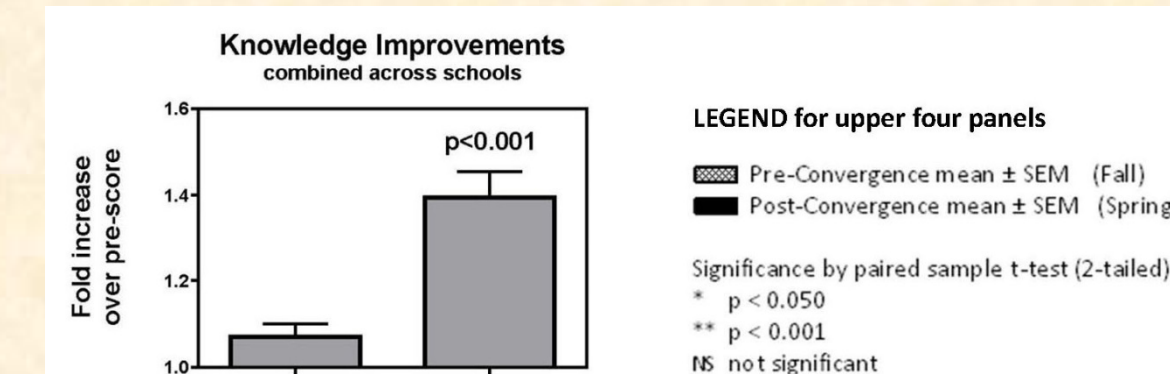 Knowledge Improvements
combined across schools
Fold increase
over pre-score
1.6
1.4
1.2
1.0
p<0.001
LEGEND for upper four panels
Pre-Convergence mean ± SEM (Fall)
Post-Convergence mean ± SEM (Spring
Significance by paired sample t-test (2-tailed)
* p < 0.050
** p < 0.001
NS not significant